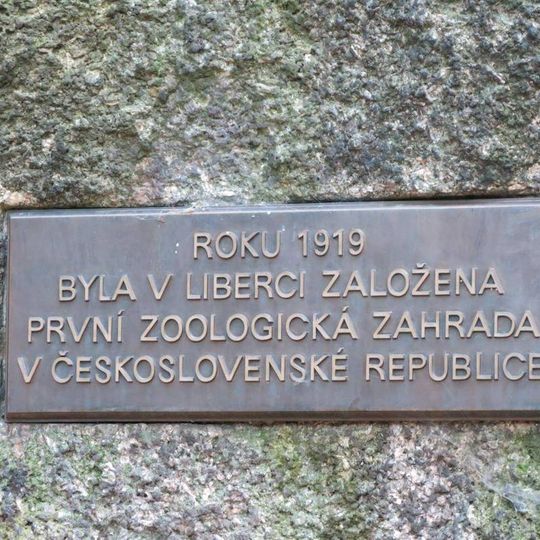 ROKU 1919
BYLA V LIBERCI ZALOŽENA
PRVNÍ ZOOLOGICKÁ ZAHRADA
V ČESKOSLOVENSKÉ REPUBLICE